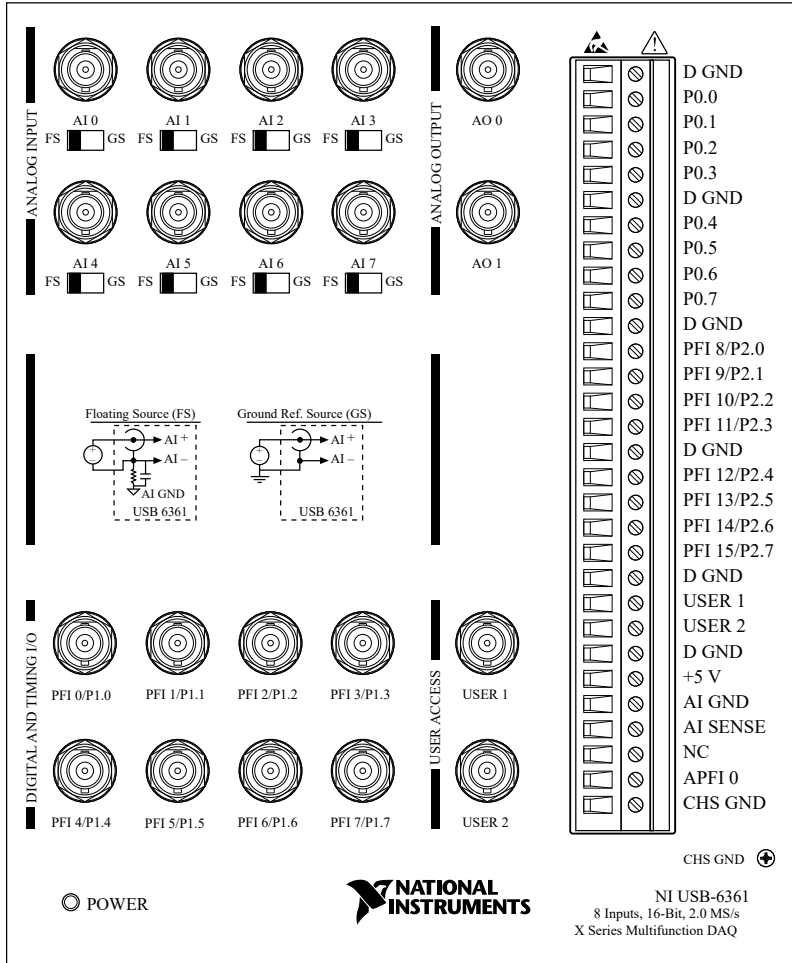 ANALOG INPUT
AI 0 AI 1 AI 2 AI 3
FS GS FS GS FS GS FS GS
AI 4 AI 5 AI 6 AI 7
FS GS FS GS FS GS FS GS
ANALOG OUTPUT
AO 0
AO 1
Floating Source (FS)
AI +
AI –
AI GND
USB 6361
+
–
Ground Ref. Source (GS)
AI +
AI –
USB 6361
+
–
DIGITAL AND TIMING I/O
PFI 0/P1.0 PFI 1/P1.1 PFI 2/P1.2 PFI 3/P1.3
PFI 4/P1.4 PFI 5/P1.5 PFI 6/P1.6 PFI 7/P1.7
USER ACCESS
USER 1
USER 2
D GND
P0.0
P0.1
P0.2
P0.3
D GND
P0.4
P0.5
P0.6
P0.7
D GND
PFI 8/P2.0
PFI 9/P2.1
PFI 10/P2.2
PFI 11/P2.3
D GND
PFI 12/P2.4
PFI 13/P2.5
PFI 14/P2.6
PFI 15/P2.7
D GND
USER 1
USER 2
D GND
+5 V
AI GND
AI SENSE
NC
APFI 0
CHS GND
CHS GND
POWER
NATIONAL
INSTRUMENTS
NI USB-6361
8 Inputs, 16-Bit, 2.0 MS/s
X Series Multifunction DAQ